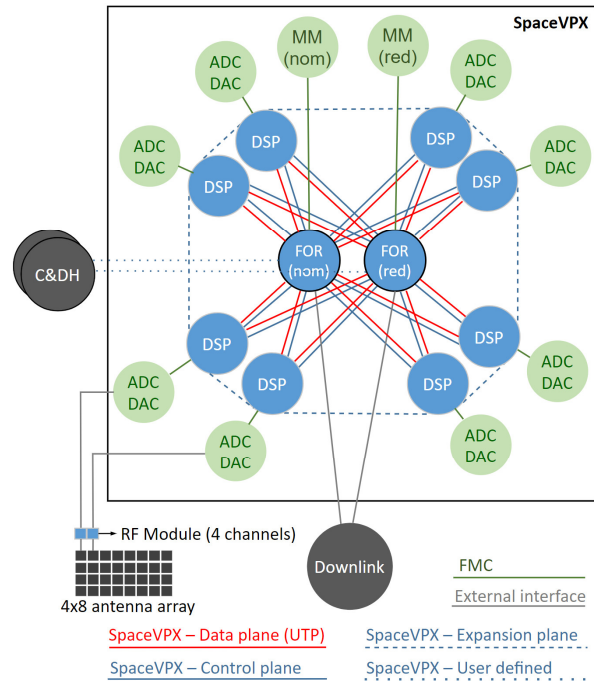 SpaceVPX
MM
(nom)
MM
(red)
ADC
DAC
ADC
DAC
ADC
DAC
ADC
DAC
DSP
DSP
DSP
DSP
C&DH
FOR
(nom)
FOR
(red)
DSP
DSP
DSP
DSP
ADC
DAC
ADC
DAC
ADC
DAC
ADC
DAC
RF Module (4 channels)
4x8 antenna array
Downlink
FMC
External interface
SpaceVPX – Data plane (UTP)
SpaceVPX – Expansion plane
SpaceVPX – Control plane
SpaceVPX – User defined